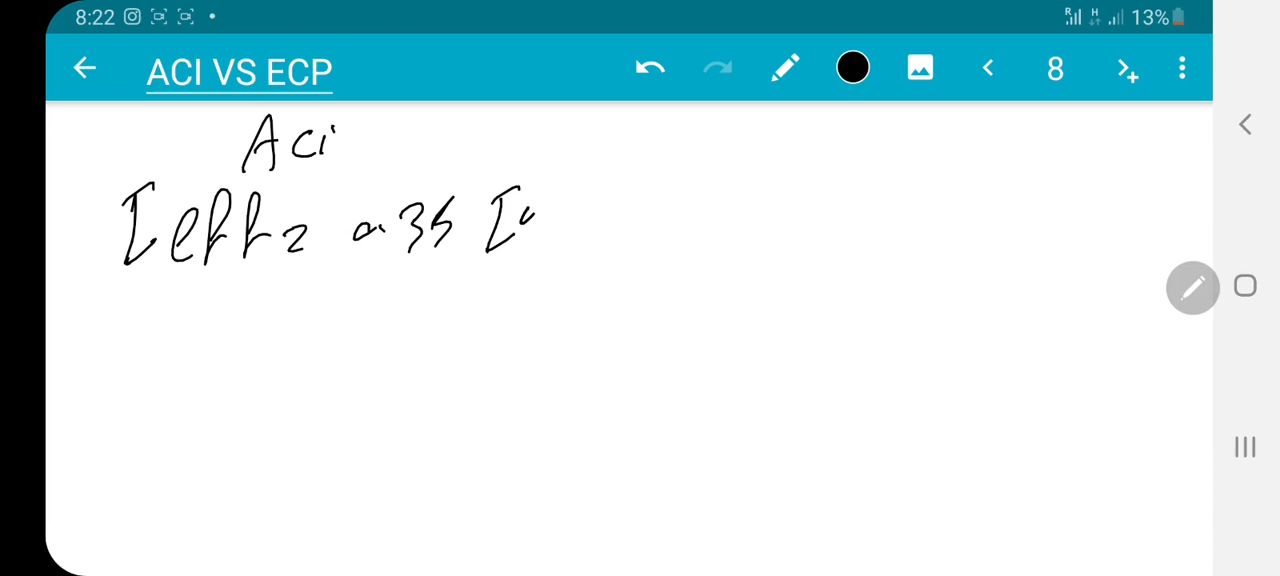 8:22 13%
ACI VS ECP 8
ACi
Ieff = 0.35 Ig